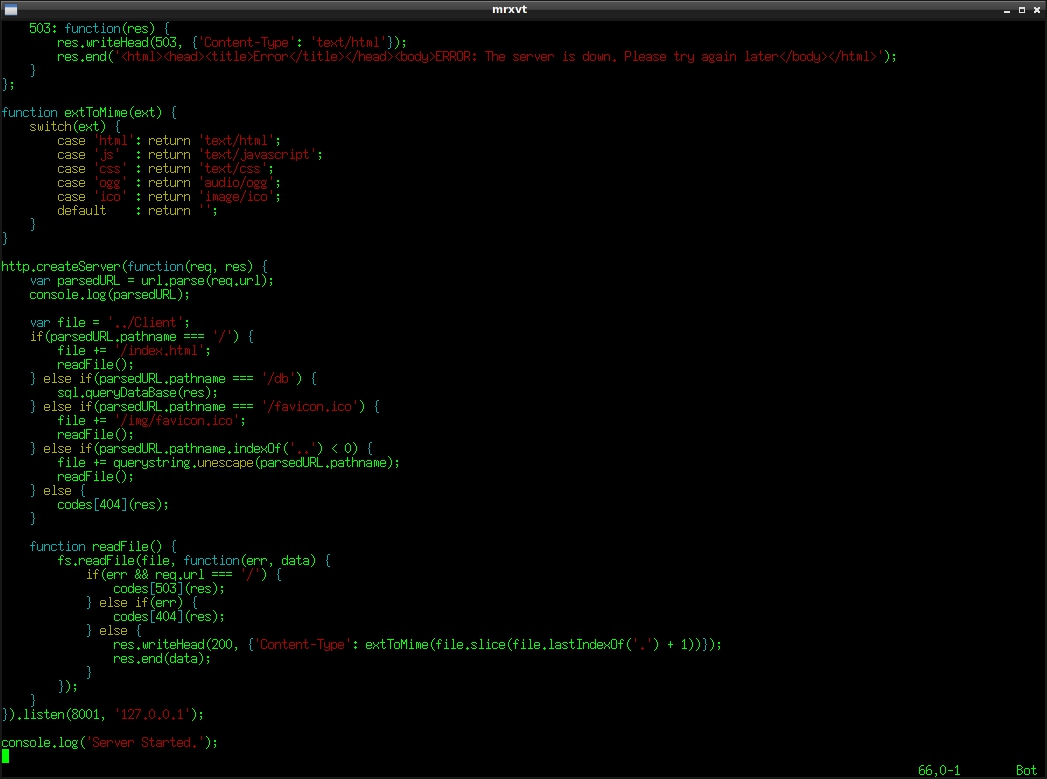 mrxvt
    503: function(res) {
        res.writeHead(503, {'Content-Type': 'text/html'});
        res.end('<html><head><title>Error</title></head><body>ERROR: The server is down. Please try again later</body></html>');
    }
};

function extToMime(ext) {
    switch(ext) {
        case 'html': return 'text/html';
        case 'js'  : return 'text/javascript';
        case 'css' : return 'text/css';
        case 'ogg' : return 'audio/ogg';
        case 'ico' : return 'image/ico';
        default    : return '';
    }
}

http.createServer(function(req, res) {
    var parsedURL = url.parse(req.url);
    console.log(parsedURL);

    var file = '../Client';
    if(parsedURL.pathname === '/') {
        file += '/index.html';
        readFile();
    } else if(parsedURL.pathname === '/db') {
        sql.queryDataBase(res);
    } else if(parsedURL.pathname === '/favicon.ico') {
        file += '/img/favicon.ico';
        readFile();
    } else if(parsedURL.pathname.indexOf('..') < 0) {
        file += querystring.unescape(parsedURL.pathname);
        readFile();
    } else {
        codes[404](res);
    }

    function readFile() {
        fs.readFile(file, function(err, data) {
            if(err && req.url === '/') {
                codes[503](res);
            } else if(err) {
                codes[404](res);
            } else {
                res.writeHead(200, {'Content-Type': extToMime(file.slice(file.lastIndexOf('.') + 1))});
                res.end(data);
            }
        });
    }
}).listen(8001, '127.0.0.1');

console.log('Server Started.');
66,0-1 Bot